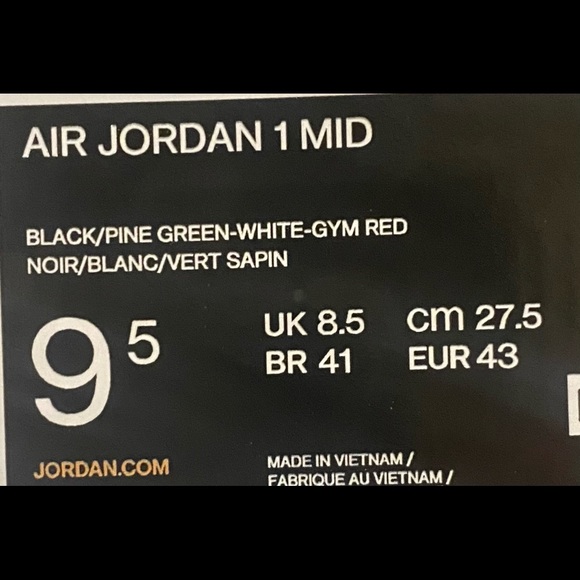 AIR JORDAN 1 MID
BLACK/PINE GREEN-WHITE-GYM RED
NOIR/BLANC/VERT SAPIN
9 5
UK 8.5 cm 27.5
BR 41 EUR 43
JORDAN.COM
MADE IN VIETNAM /
FABRIQUE AU VIETNAM /